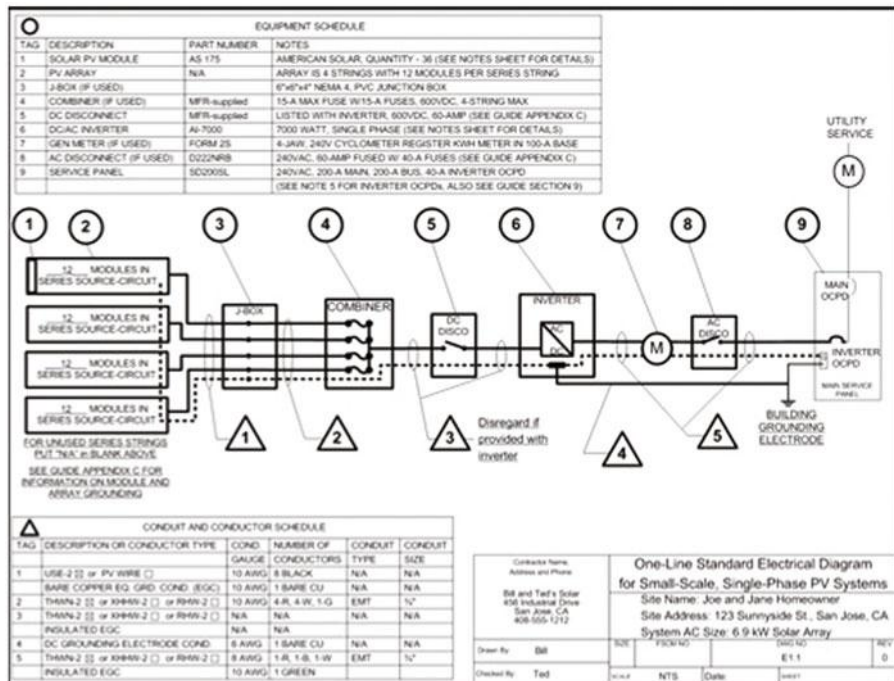 EQUIPMENT SCHEDULE
TAG DESCRIPTION PART NUMBER NOTES
1 SOLAR PV MODULE AS 175 AMERICAN SOLAR, QUANTITY - 36 (SEE NOTES SHEET FOR DETAILS)
2 PV ARRAY N/A ARRAY IS 4 STRINGS WITH 12 MODULES PER SERIES STRING
3 J-BOX (IF USED) 6"x6"x4" NEMA 4, PVC JUNCTION BOX
4 COMBINER (IF USED) MFR-supplied 15-A MAX FUSE W/15-A FUSES, 600VDC, 4-STRING MAX
5 DC DISCONNECT MFR-supplied LISTED WITH INVERTER, 600VDC, 60-AMP (SEE GUIDE APPENDIX C)
6 DC/AC INVERTER AI-7000 7000 WATT, SINGLE PHASE (SEE NOTES SHEET FOR DETAILS)
7 GEN METER (IF USED) FORM 2S 4-JAW, 240V CYCLOMETER REGISTER KWH METER IN 100-A BASE
8 AC DISCONNECT (IF USED) D222NRB 240VAC, 60-AMP FUSED W/ 40-A FUSES (SEE GUIDE APPENDIX C)
9 SERVICE PANEL SD200SL 240VAC, 200-A MAIN, 200-A BUS, 40-A INVERTER OCPD
(SEE NOTE 5 FOR INVERTER OCPDs, ALSO SEE GUIDE SECTION 9)
UTILITY
SERVICE
M
1 2 3 4 5 6 7 8 9
12 MODULES IN
SERIES SOURCE-CIRCUIT
12 MODULES IN
SERIES SOURCE-CIRCUIT
12 MODULES IN
SERIES SOURCE-CIRCUIT
12 MODULES IN
SERIES SOURCE-CIRCUIT
J-BOX
COMBINER
DC
DISCO
INVERTER
AC
DC
M
AC
DISCO
MAIN
OCPD
INVERTER
OCPD
MAIN SERVICE
PANEL
BUILDING
GROUNDING
ELECTRODE
1 2 3 4 5
Disregard if
provided with
inverter
FOR UNUSED SERIES STRINGS
PUT "N/A" in BLANK ABOVE
SEE GUIDE APPENDIX C FOR
INFORMATION ON MODULE AND
ARRAY GROUNDING
CONDUIT AND CONDUCTOR SCHEDULE
TAG DESCRIPTION OR CONDUCTOR TYPE COND. NUMBER OF CONDUIT CONDUIT
GAUGE CONDUCTORS TYPE SIZE
1 USE-2 ☒ or PV WIRE ☐ 10 AWG 8 BLACK N/A N/A
BARE COPPER EQ. GRD. COND. (EGC) 10 AWG 1 BARE CU N/A N/A
2 THWN-2 ☒ or XHHW-2 ☐ or RHW-2 ☐ 10 AWG 4-R, 4-W, 1-G EMT ¾"
3 THWN-2 ☒ or XHHW-2 ☐ or RHW-2 ☐ N/A N/A N/A N/A
INSULATED EGC N/A N/A
4 DC GROUNDING ELECTRODE COND. 6 AWG 1 BARE CU N/A N/A
5 THWN-2 ☒ or XHHW-2 ☐ or RHW-2 ☐ 8 AWG 1-R, 1-B, 1-W EMT ¾"
INSULATED EGC 10 AWG 1 GREEN
Contractor Name,
Address and Phone:
Bill and Ted's Solar
456 Industrial Drive
San Jose, CA
408-555-1212
One-Line Standard Electrical Diagram
for Small-Scale, Single-Phase PV Systems
Site Name: Joe and Jane Homeowner
Site Address: 123 Sunnyside St., San Jose, CA
System AC Size: 6.9 kW Solar Array
Drawn By: Bill
SIZE FSCM NO DWG NO REV
E1.1 0
Checked By: Ted
SCALE NTS Date: SHEET